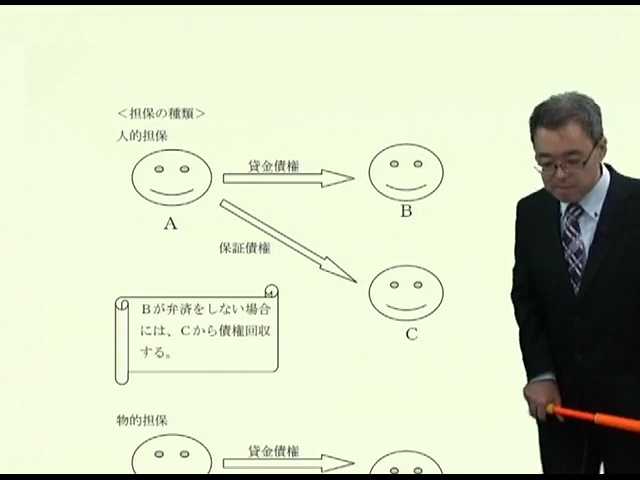 ＜担保の種類＞
人的担保
貸金債権
A
B
保証債権
C
Ｂが弁済をしない場合
には、Ｃから債権回収
する。
物的担保
貸金債権